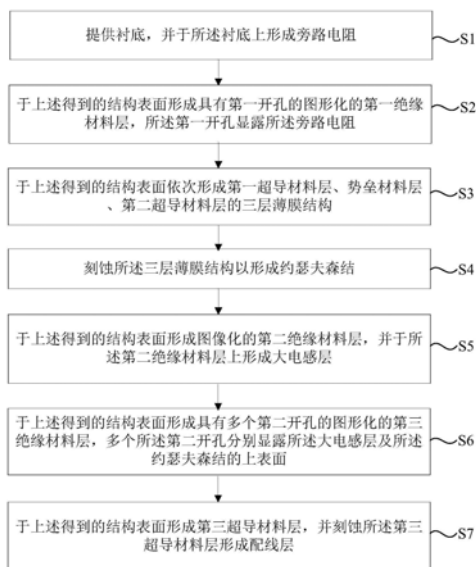 提供衬底，并于所述衬底上形成旁路电阻
S1
于上述得到的结构表面形成具有第一开孔的图形化的第一绝缘
材料层，所述第一开孔显露所述旁路电阻
S2
于上述得到的结构表面依次形成第一超导材料层、势垒材料层
、第二超导材料层的三层薄膜结构
S3
刻蚀所述三层薄膜结构以形成约瑟夫森结
S4
于上述得到的结构表面形成图像化的第二绝缘材料层，并于所
述第二绝缘材料层上形成大电感层
S5
于上述得到的结构表面形成具有多个第二开孔的图形化的第三
绝缘材料层，多个所述第二开孔分别显露所述大电感层及所述
约瑟夫森结的上表面
S6
于上述得到的结构表面形成第三超导材料层，并刻蚀所述第三
超导材料层形成配线层
S7